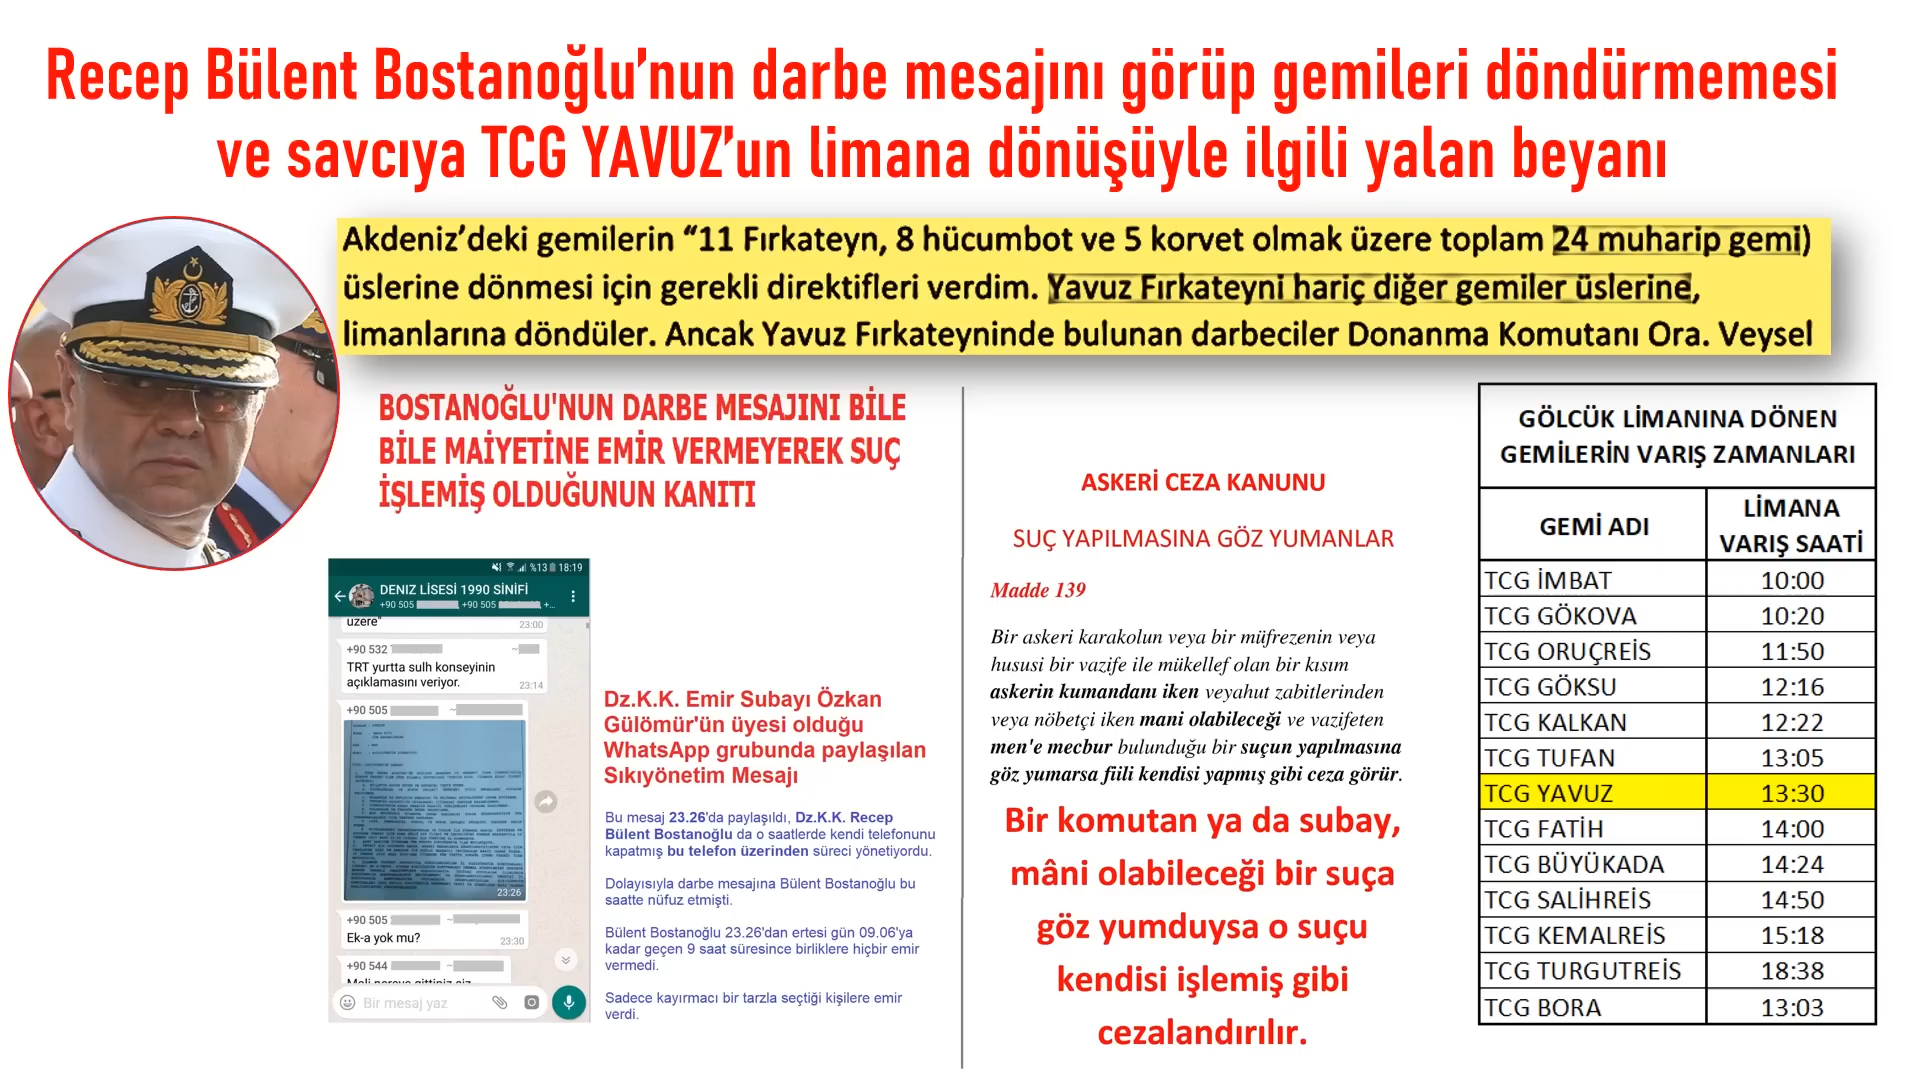 Recep Bülent Bostanoğlu’nun darbe mesajını görüp gemileri döndürmemesi
ve savcıya TCG YAVUZ’un limana dönüşüyle ilgili yalan beyanı
Akdeniz’deki gemilerin “11 Fırkateyn, 8 hücumbot ve 5 korvet olmak üzere toplam 24 muharip gemi)
üslerine dönmesi için gerekli direktifleri verdim. Yavuz Fırkateyni hariç diğer gemiler üslerine,
limanlarına döndüler. Ancak Yavuz Fırkateyninde bulunan darbeciler Donanma Komutanı Ora. Veysel
BOSTANOĞLU'NUN DARBE MESAJINI BİLE
BİLE MAİYETİNE EMİR VERMEYEREK SUÇ
İŞLEMİŞ OLDUĞUNUN KANITI
%13 18:19
DENIZ LİSESİ 1990 SİNİFİ
+90 505 , +90 505 , +...
uzere"
23:00
+90 532 ~
TRT yurtta sulh konseyinin
açıklamasını veriyor.
23:14
+90 505 ~
23:26
+90 505 ~
Ek-a yok mu?
23:30
+90 544 ~
Bir mesaj yaz
Dz.K.K. Emir Subayı Özkan
Gülömür'ün üyesi olduğu
WhatsApp grubunda paylaşılan
Sıkıyönetim Mesajı
Bu mesaj 23.26'da paylaşıldı, Dz.K.K. Recep
Bülent Bostanoğlu da o saatlerde kendi telefonunu
kapatmış bu telefon üzerinden süreci yönetiyordu.
Dolayısıyla darbe mesajına Bülent Bostanoğlu bu
saatte nüfuz etmişti.
Bülent Bostanoğlu 23.26'dan ertesi gün 09.06'ya
kadar geçen 9 saat süresince birliklere hiçbir emir
vermedi.
Sadece kayırmacı bir tarzla seçtiği kişilere emir
verdi.
ASKERİ CEZA KANUNU
SUÇ YAPILMASINA GÖZ YUMANLAR
Madde 139
Bir askeri karakolun veya bir müfrezenin veya
hususi bir vazife ile mükellef olan bir kısım
askerin kumandanı iken veyahut zabitlerinden
veya nöbetçi iken mani olabileceği ve vazifeten
men'e mecbur bulunduğu bir suçun yapılmasına
göz yumarsa fiili kendisi yapmış gibi ceza görür.
Bir komutan ya da subay,
mâni olabileceği bir suça
göz yumduysa o suçu
kendisi işlemiş gibi
cezalandırılır.
GÖLCÜK LİMANINA DÖNEN
GEMİLERİN VARIŞ ZAMANLARI
GEMİ ADI LİMANA VARIŞ SAATİ
TCG İMBAT 10:00
TCG GÖKOVA 10:20
TCG ORUÇREİS 11:50
TCG GÖKSU 12:16
TCG KALKAN 12:22
TCG TUFAN 13:05
TCG YAVUZ 13:30
TCG FATİH 14:00
TCG BÜYÜKADA 14:24
TCG SALİHREİS 14:50
TCG KEMALREİS 15:18
TCG TURGUTREİS 18:38
TCG BORA 13:03